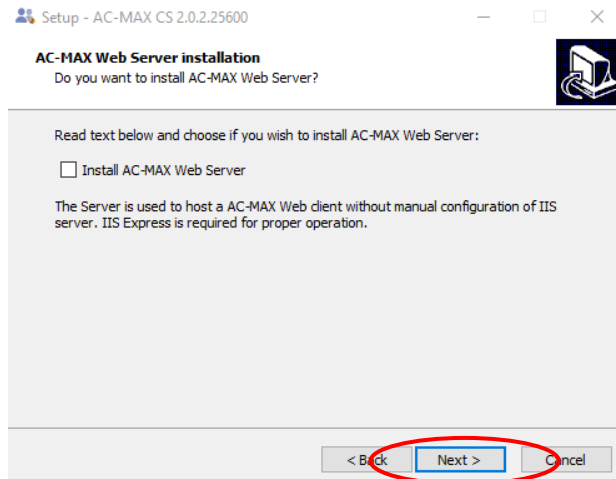 Setup - AC-MAX CS 2.0.2.25600
AC-MAX Web Server installation
Do you want to install AC-MAX Web Server?
Read text below and choose if you wish to install AC-MAX Web Server:
Install AC-MAX Web Server
The Server is used to host a AC-MAX Web client without manual configuration of IIS
server. IIS Express is required for proper operation.
< Back Next > Cancel